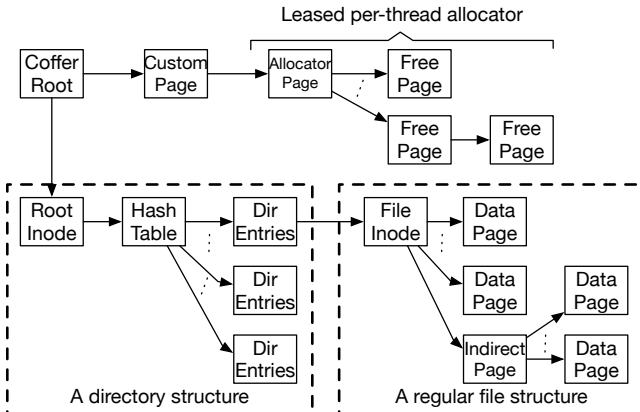 Leased per-thread allocator
Coffer
Root
Custom
Page
Allocator
Page
Free
Page
Free
Page
Free
Page
Root
Inode
Hash
Table
Dir
Entries
File
Inode
Data
Page
Dir
Entries
Data
Page
Data
Page
Dir
Entries
Indirect
Page
Data
Page
A directory structure
A regular file structure